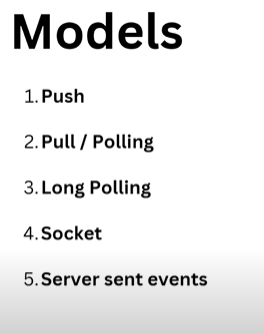 Models
1. Push
2. Pull / Polling
3. Long Polling
4. Socket
5. Server sent events